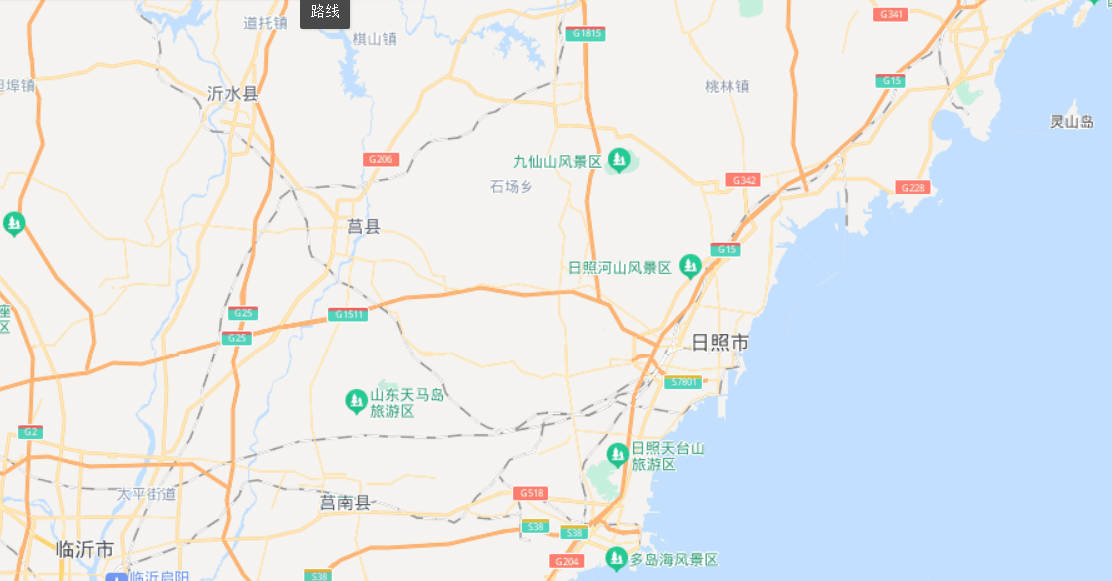 路线
G341
道托镇
棋山镇
G1815
G15
桃林镇
沂水县
灵山岛
G206
九仙山风景区
G342
石场乡
G228
莒县
G15
日照河山风景区
G25
G1511
G25
日照市
S7801
山东天马岛
旅游区
G2
日照天台山
旅游区
太平街道
G518
莒南县
S38
S38
临沂市
G204
多岛海风景区
S38
临沂启阳